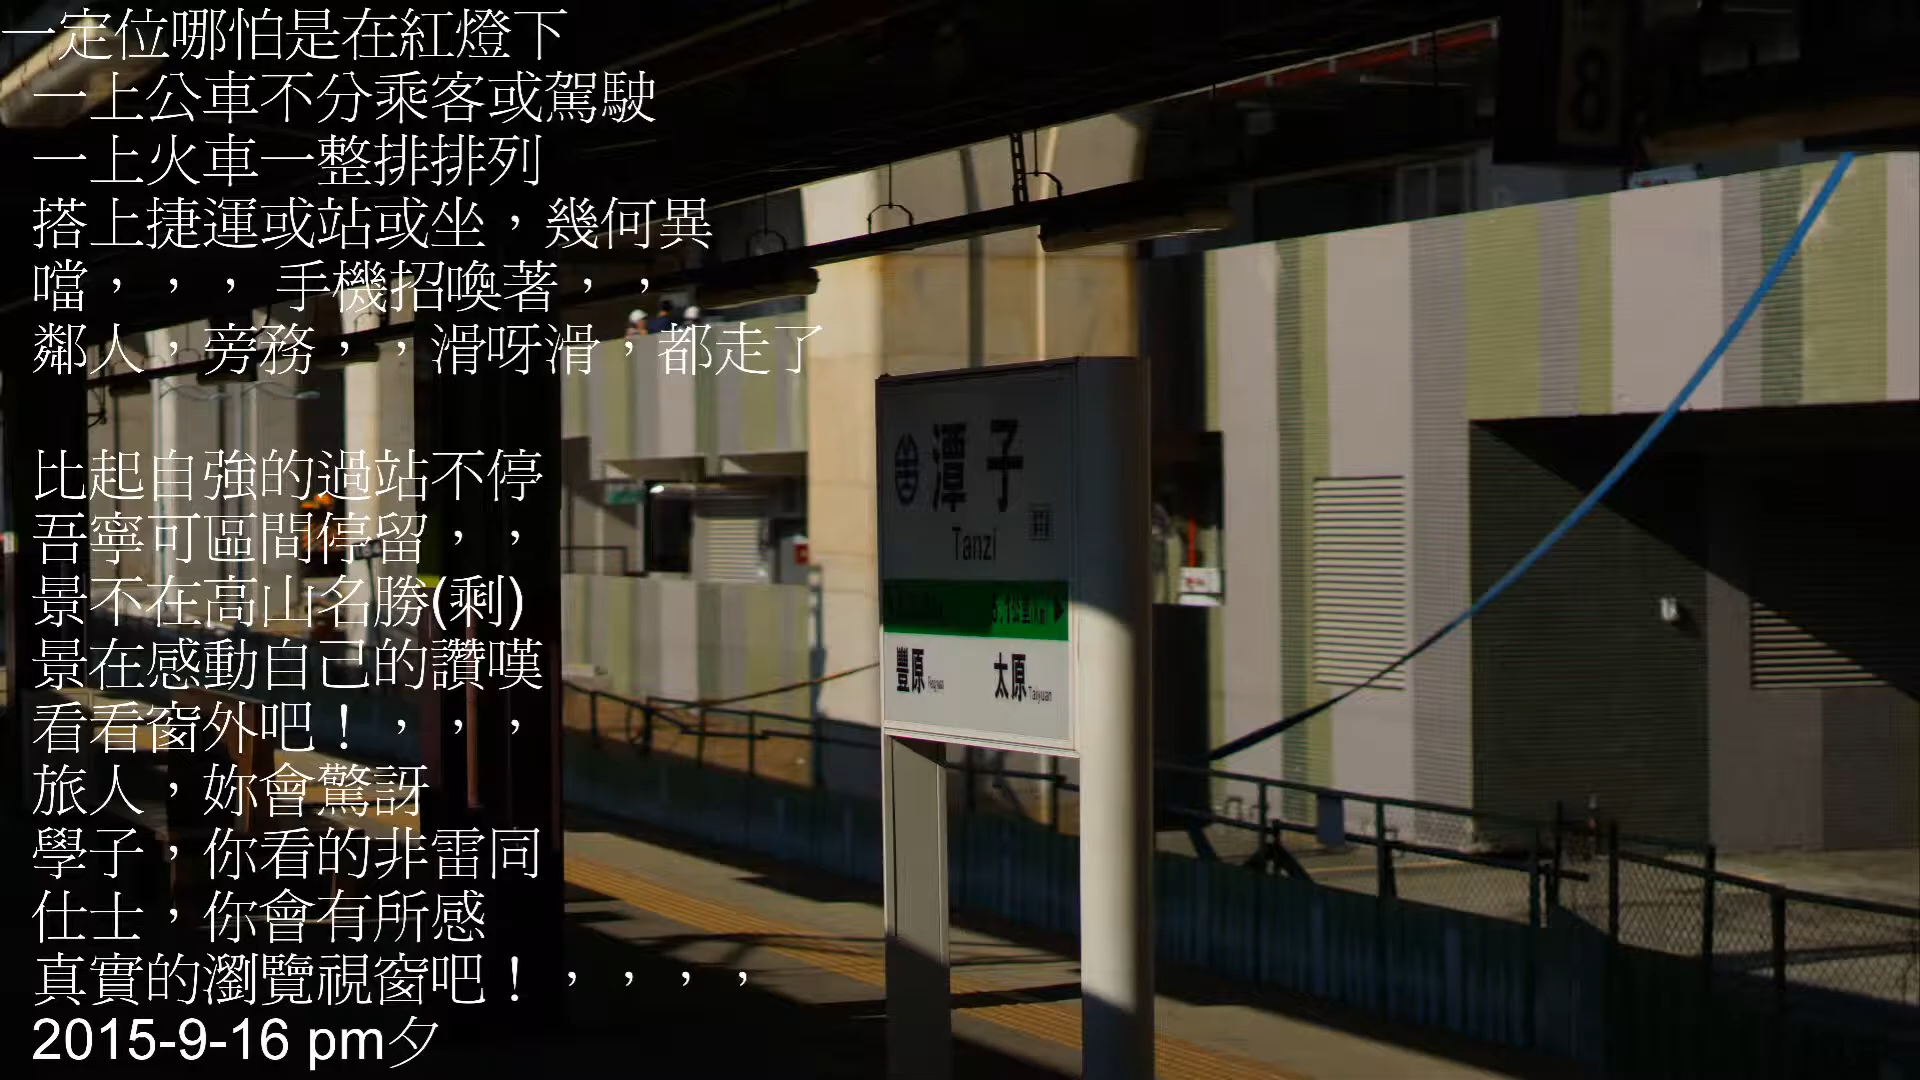 一定位哪怕是在紅燈下
一上公車不分乘客或駕駛
一上火車一整排排列
搭上捷運或站或坐，幾何異
噹，，， 手機招喚著，，
鄰人，旁務，，滑呀滑，都走了
比起自強的過站不停
吾寧可區間停留，，
景不在高山名勝(剩)
景在感動自己的讚嘆
看看窗外吧！，，，
旅人，妳會驚訝
學子，你看的非雷同
仕士，你會有所感
真實的瀏覽視窗吧！，，，，
2015-9-16 pm夕
8
潭子
Tanzi
豐原
太原 Taiyuan